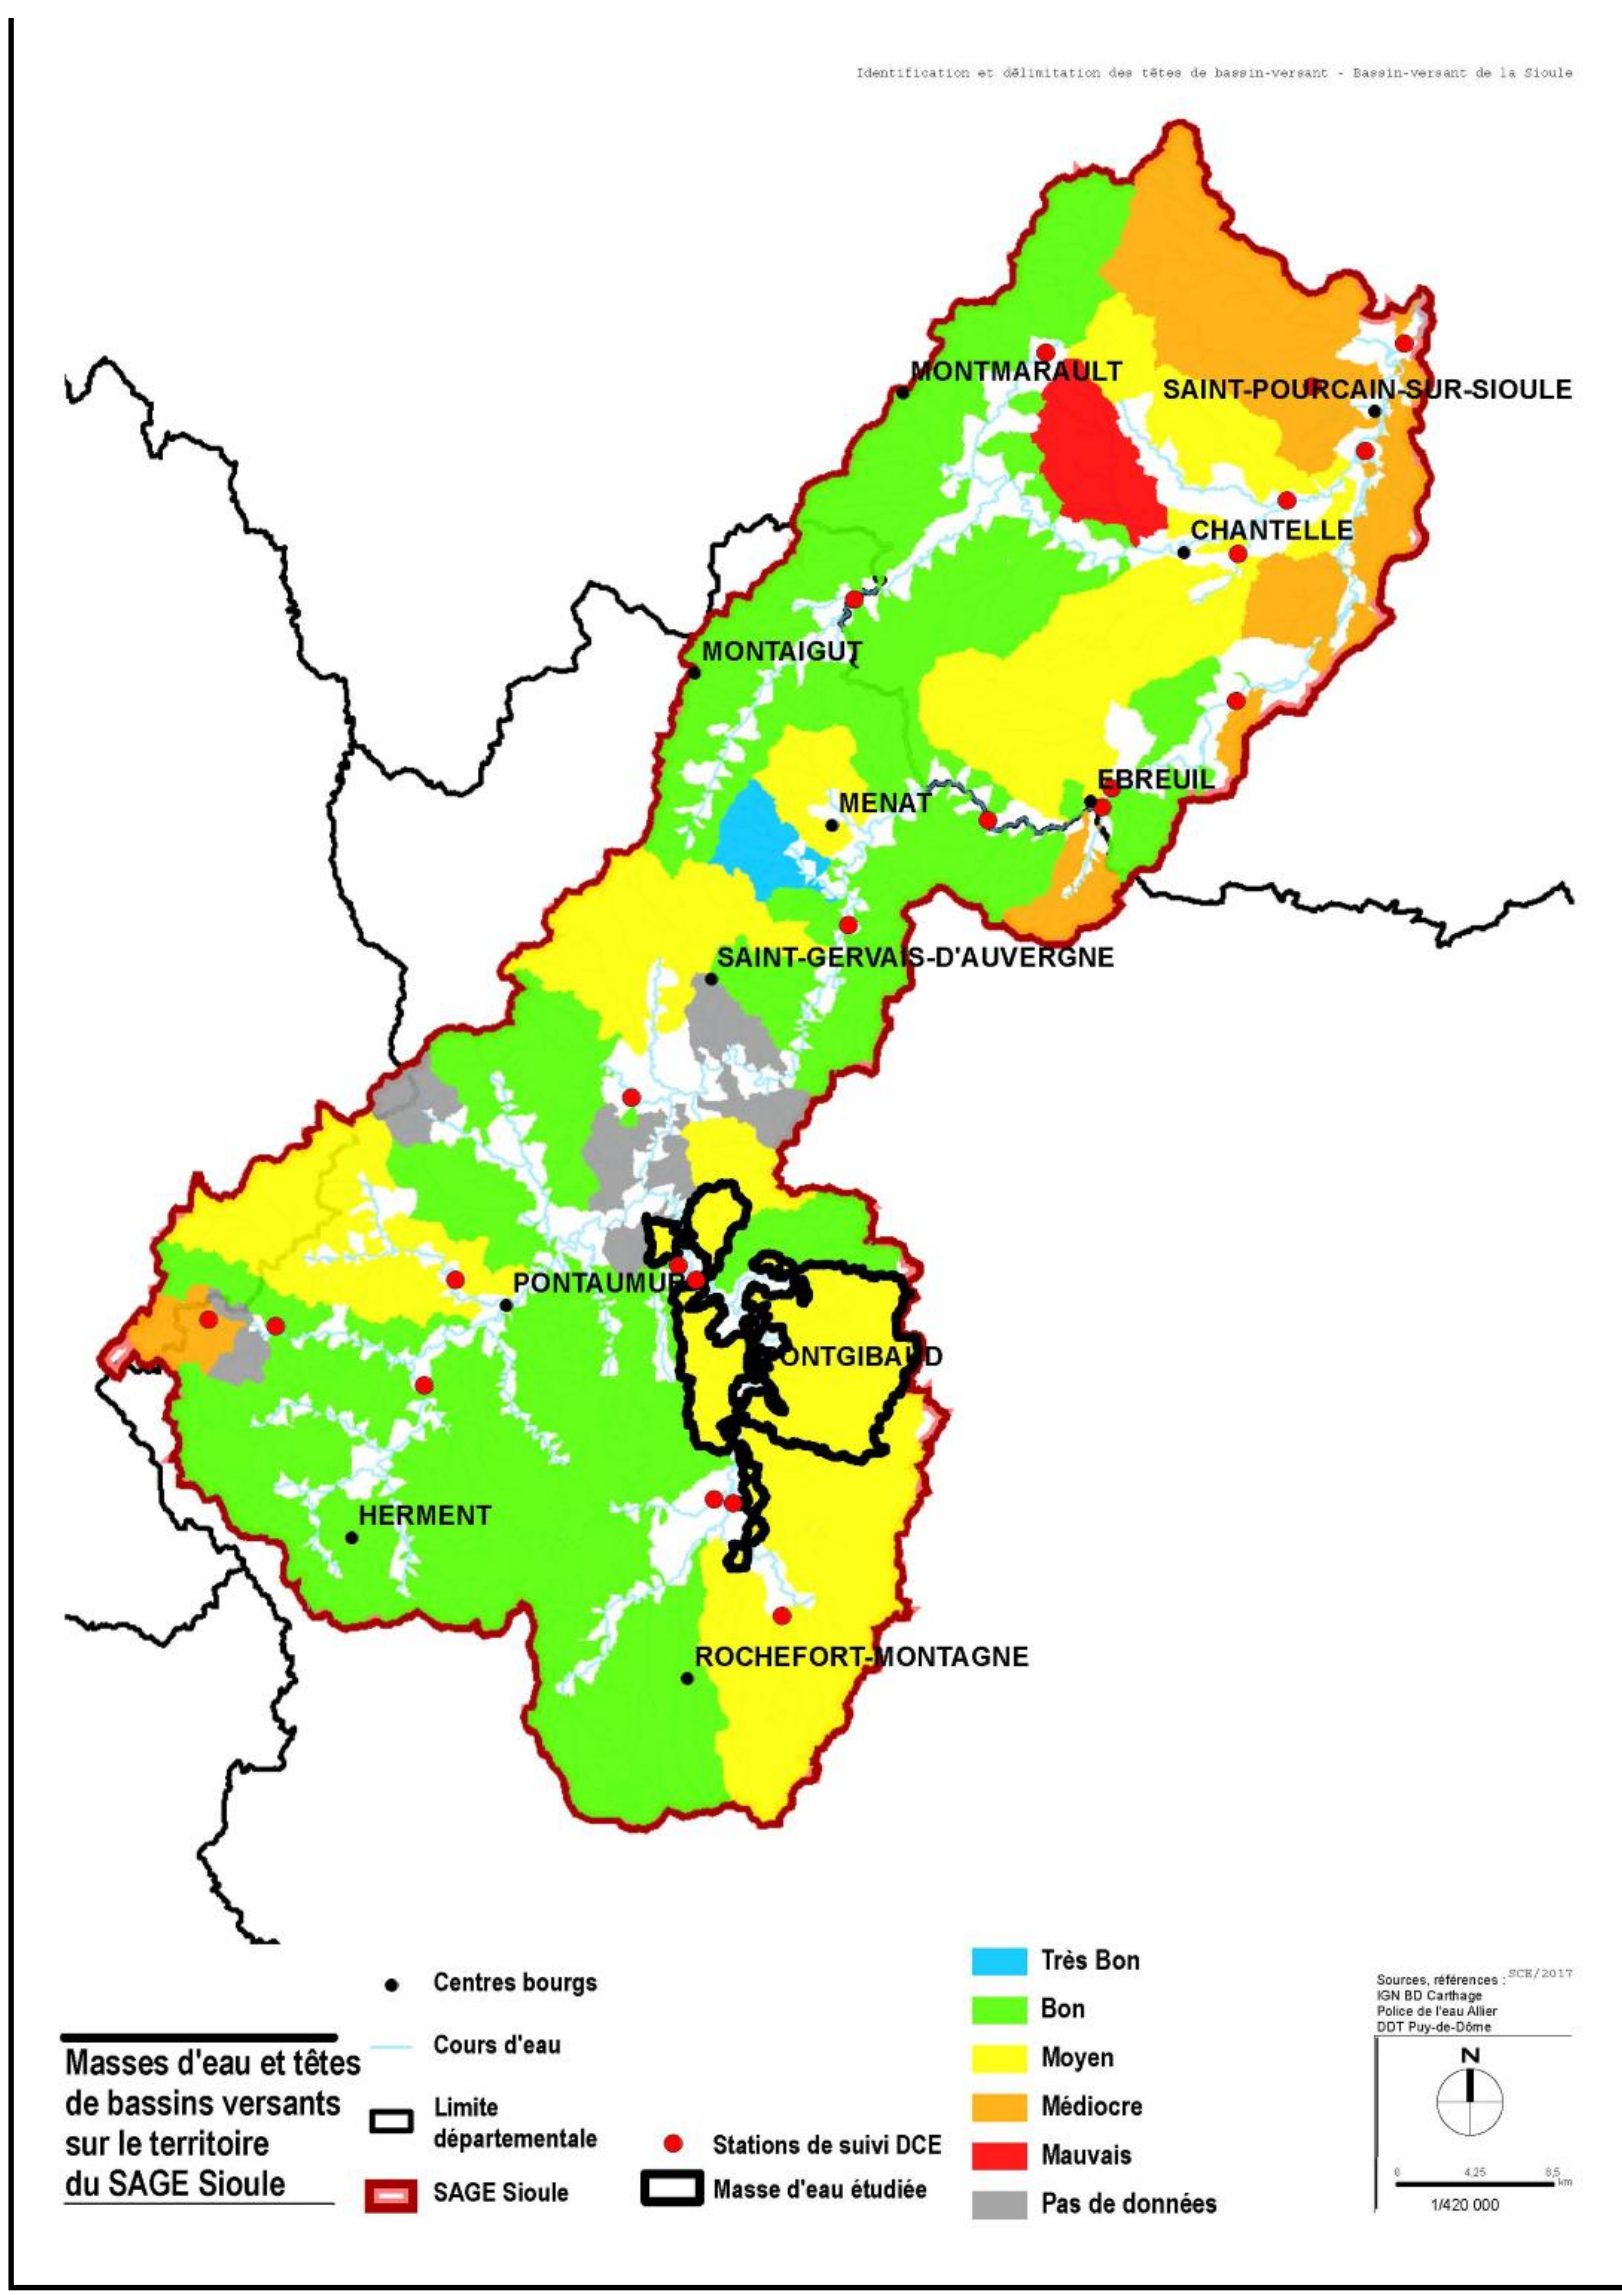 Identification et délimitation des têtes de bassin-versant - Bassin-versant de la Sioule
MONTMARAULT
SAINT-POURCAIN-SUR-SIOULE
CHANTELLE
MONTAIGUT
EBREUIL
MENAT
SAINT-GERVAIS-D'AUVERGNE
PONTAUMUR
ONTGIBAUD
HERMENT
ROCHEFORT-MONTAGNE
Masses d'eau et têtes
de bassins versants
sur le territoire
du SAGE Sioule
Centres bourgs
Cours d'eau
Limite
départementale
SAGE Sioule
Stations de suivi DCE
Masse d'eau étudiée
Très Bon
Bon
Moyen
Médiocre
Mauvais
Pas de données
Sources, références : SCE/2017
IGN BD Carthage
Police de l'eau Allier
DDT Puy-de-Dôme
N
0 4,25 8,5
km
1/420 000